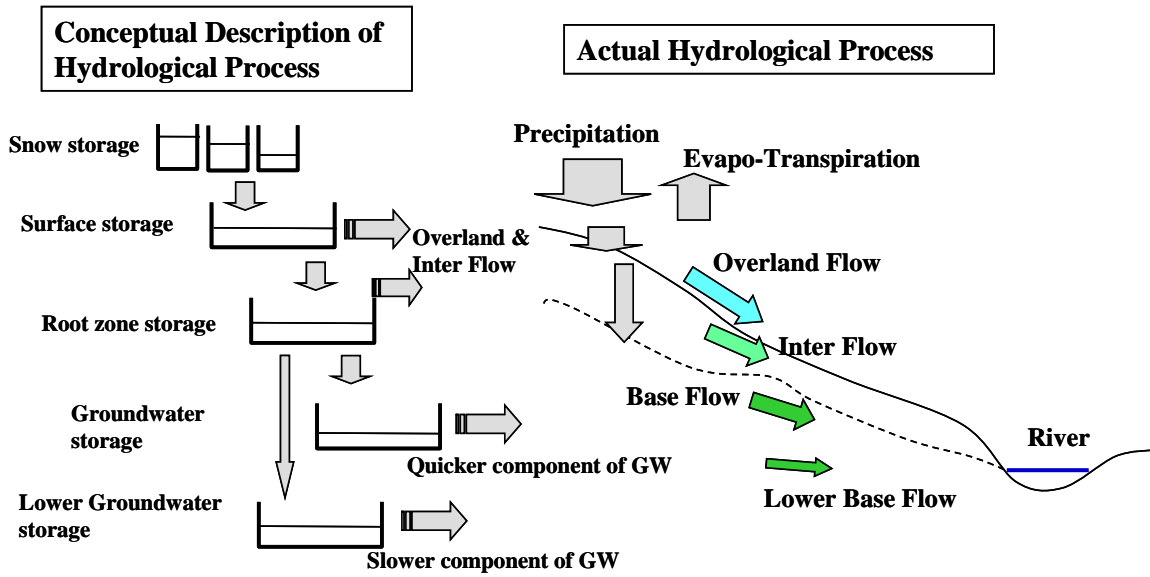 Conceptual Description of
Hydrological Process
Actual Hydrological Process
Snow storage
Surface storage
Overland &
Inter Flow
Root zone storage
Groundwater
storage
Quicker component of GW
Lower Groundwater
storage
Slower component of GW
Precipitation
Evapo-Transpiration
Overland Flow
Inter Flow
Base Flow
River
Lower Base Flow